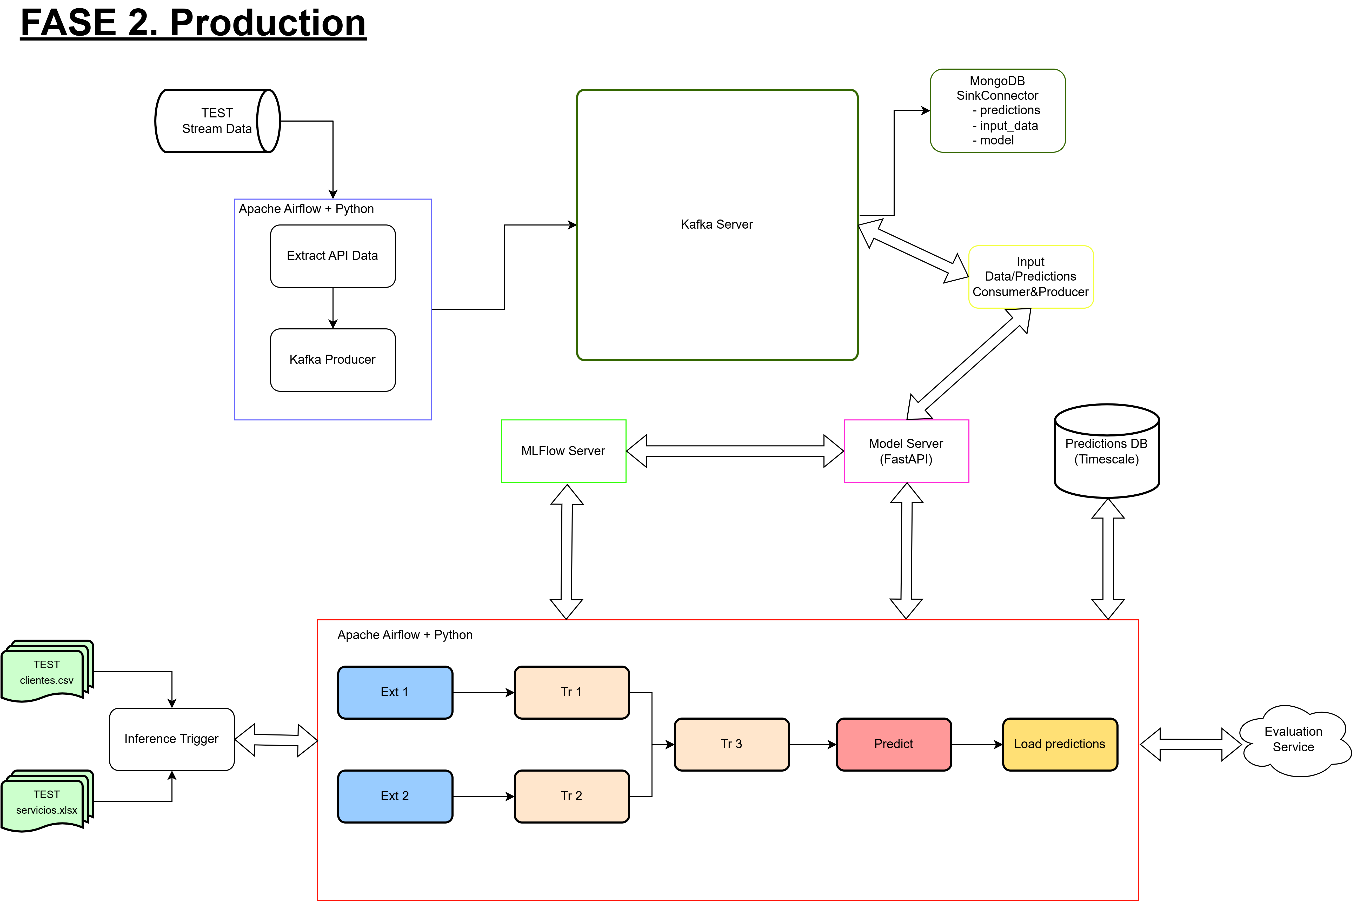 FASE 2. Production
TEST
Stream Data
MongoDB
SinkConnector
- predictions
- input_data
- model
Apache Airflow + Python
Extract API Data
Kafka Producer
Kafka Server
Input
Data/Predictions
Consumer&Producer
MLFlow Server
Model Server
(FastAPI)
Predictions DB
(Timescale)
Apache Airflow + Python
TEST
clientes.csv
TEST
servicios.xlsx
Inference Trigger
Ext 1
Tr 1
Ext 2
Tr 2
Tr 3
Predict
Load predictions
Evaluation
Service